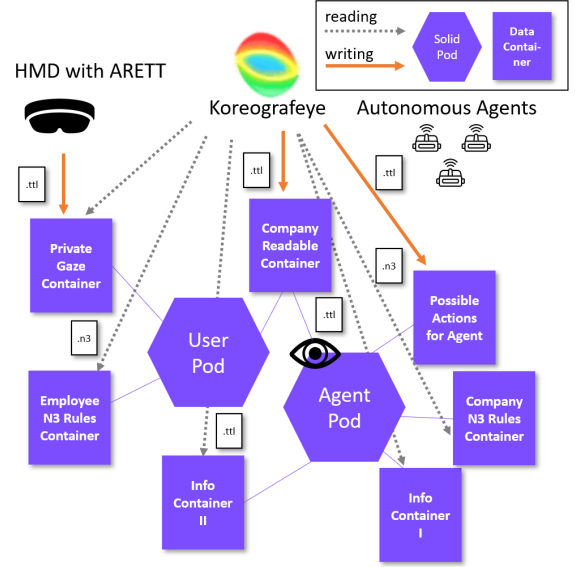 reading
writing
Solid
Pod
Data
Contai-
ner
HMD with ARETT
Koreografeye
Autonomous Agents
.ttl
.ttl
.ttl
Private
Gaze
Container
Company
Readable
Container
.n3
Possible
Actions
for Agent
.ttl
.n3
User
Pod
Agent
Pod
Employee
N3 Rules
Container
Company
N3 Rules
Container
.ttl
Info
Container
II
Info
Container
I